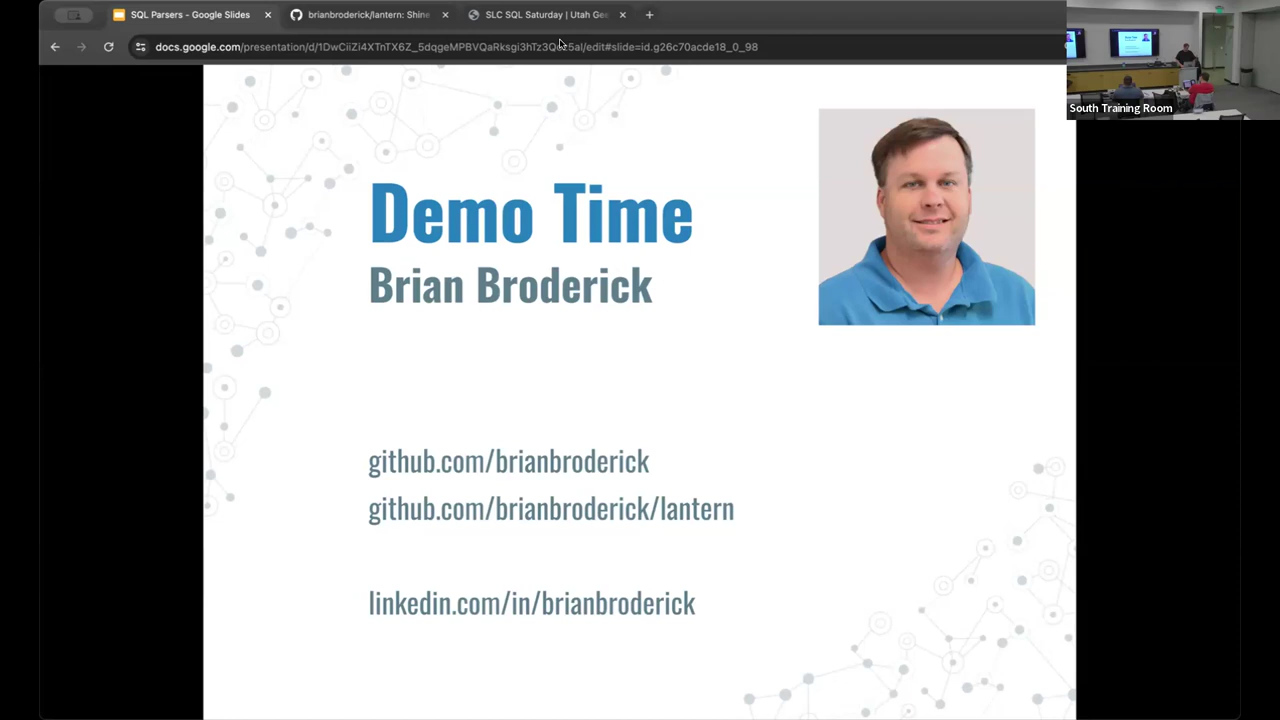 SQL Parsers - Google Slides
brianbroderick/lantern: Shine
SLC SQL Saturday | Utah Gee
South Training Room
Demo Time
Brian Broderick
github.com/brianbroderick
github.com/brianbroderick/lantern
linkedin.com/in/brianbroderick